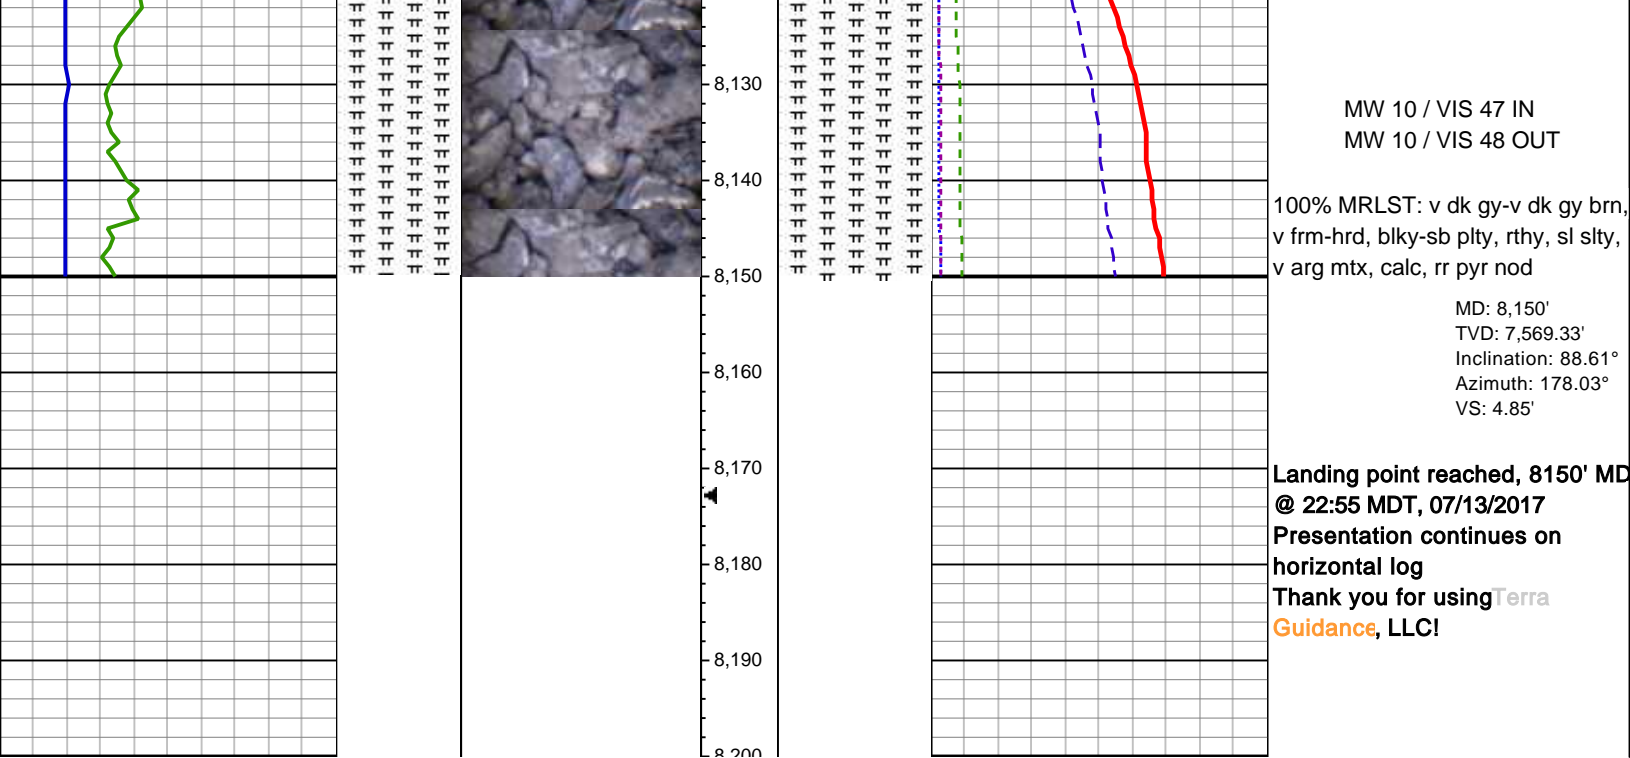 8,130
8,140
8,150
8,160
8,170
8,180
8,190
8,200
MW 10 / VIS 47 IN
MW 10 / VIS 48 OUT
100% MRLST: v dk gy-v dk gy brn,
v frm-hrd, blky-sb plty, rthy, sl slty,
v arg mtx, calc, rr pyr nod
MD: 8,150'
TVD: 7,569.33'
Inclination: 88.61°
Azimuth: 178.03°
VS: 4.85'
Landing point reached, 8150' MD
@ 22:55 MDT, 07/13/2017
Presentation continues on
horizontal log
Thank you for using Terra
Guidance, LLC!